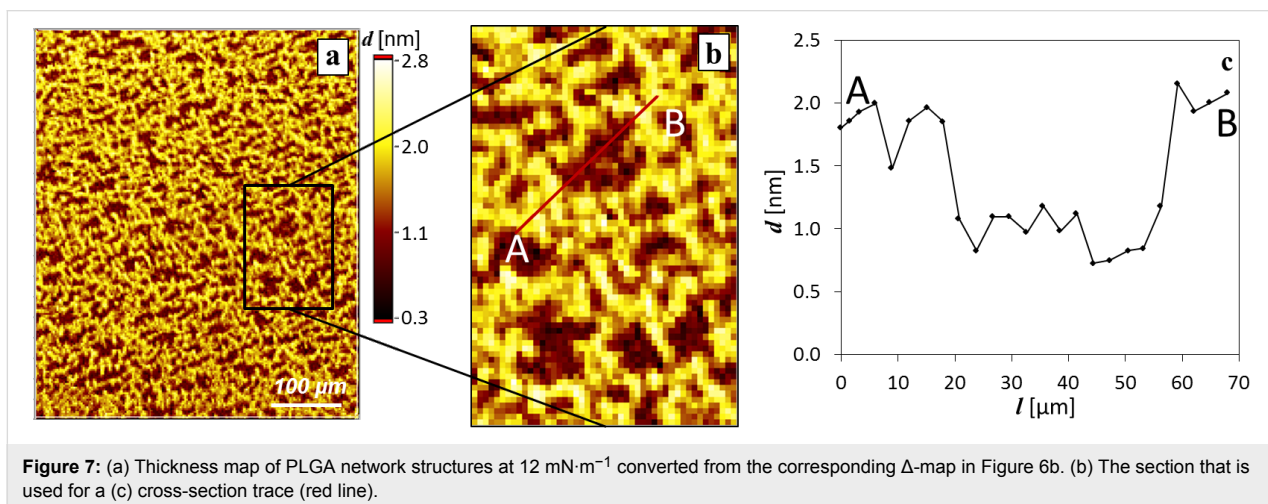 a
d [nm]
2.8
2.0
1.1
0.3
100 µm
b
A
B
c
2.5
2.0
1.5
1.0
0.5
0.0
d [nm]
A
B
0 10 20 30 40 50 60 70
l [µm]
Figure 7: (a) Thickness map of PLGA network structures at 12 mN·m⁻¹ converted from the corresponding Δ-map in Figure 6b. (b) The section that is
used for a (c) cross-section trace (red line).